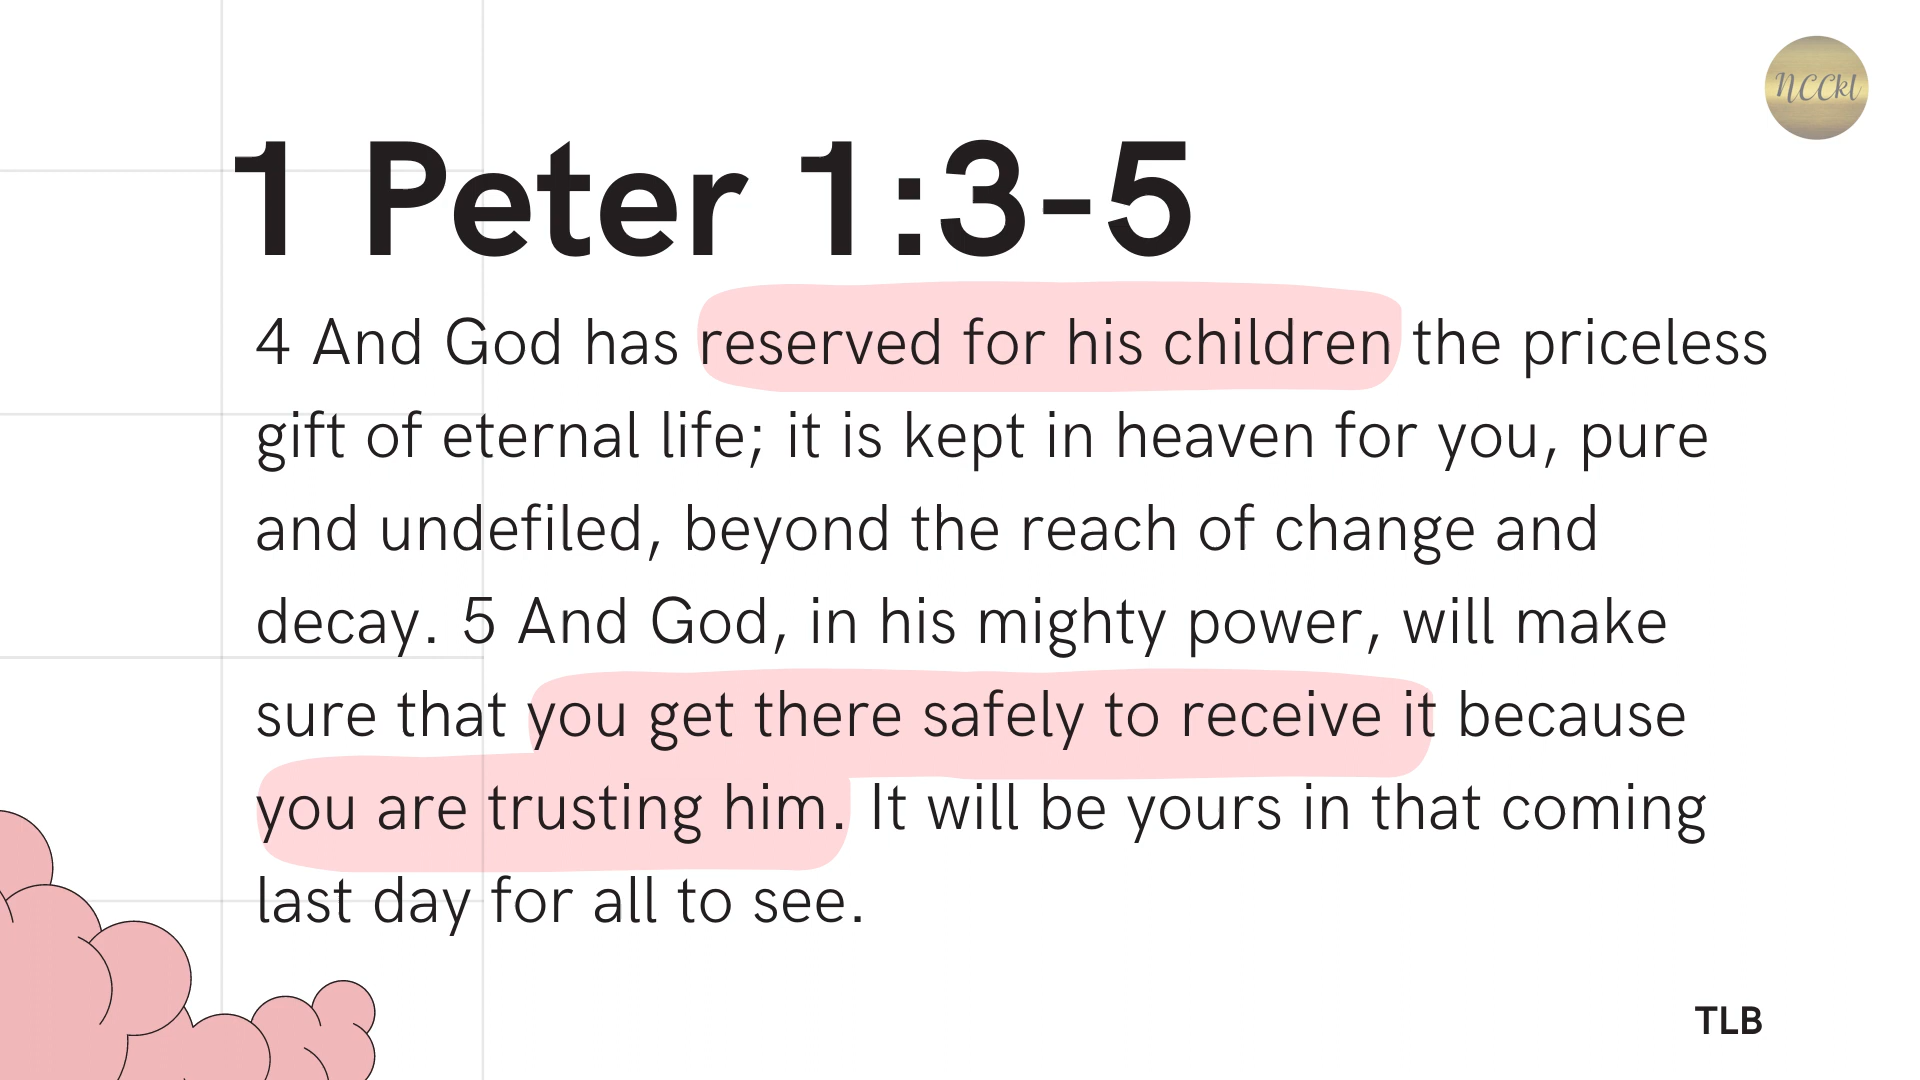 NCCkl
1 Peter 1:3-5
4 And God has reserved for his children the priceless
gift of eternal life; it is kept in heaven for you, pure
and undefiled, beyond the reach of change and
decay. 5 And God, in his mighty power, will make
sure that you get there safely to receive it because
you are trusting him. It will be yours in that coming
last day for all to see.
TLB